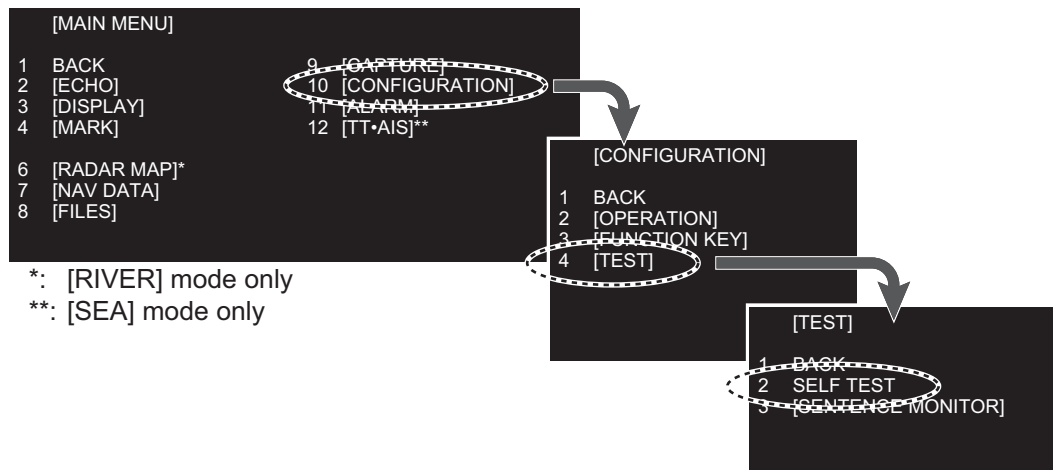 [MAIN MENU]
1 BACK
2 [ECHO]
3 [DISPLAY]
4 [MARK]
6 [RADAR MAP]*
7 [NAV DATA]
8 [FILES]
9 [CAPTURE]
10 [CONFIGURATION]
11 [ALARM]
12 [TT•AIS]**
*: [RIVER] mode only
**: [SEA] mode only
[CONFIGURATION]
1 BACK
2 [OPERATION]
3 [FUNCTION KEY]
4 [TEST]
[TEST]
1 BACK
2 SELF TEST
3 [SENTENCE MONITOR]